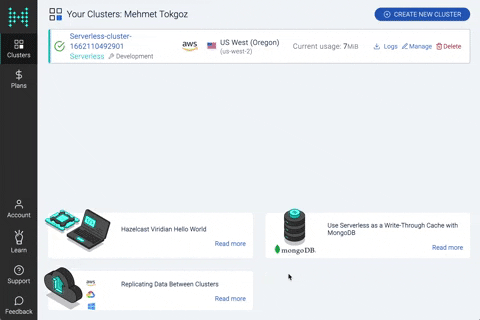 Your Clusters: Mehmet Tokgoz
CREATE NEW CLUSTER
Clusters
Plans
Account
Learn
Support
Feedback
Serverless-cluster-
1662110492901
Serverless Development
aws
US West (Oregon)
(us-west-2)
Current usage: 7MiB
Logs Manage Delete
Hazelcast Viridian Hello World
Read more
Use Serverless as a Write-Through Cache with
MongoDB
mongoDB.
Read more
aws
Replicating Data Between Clusters
Read more